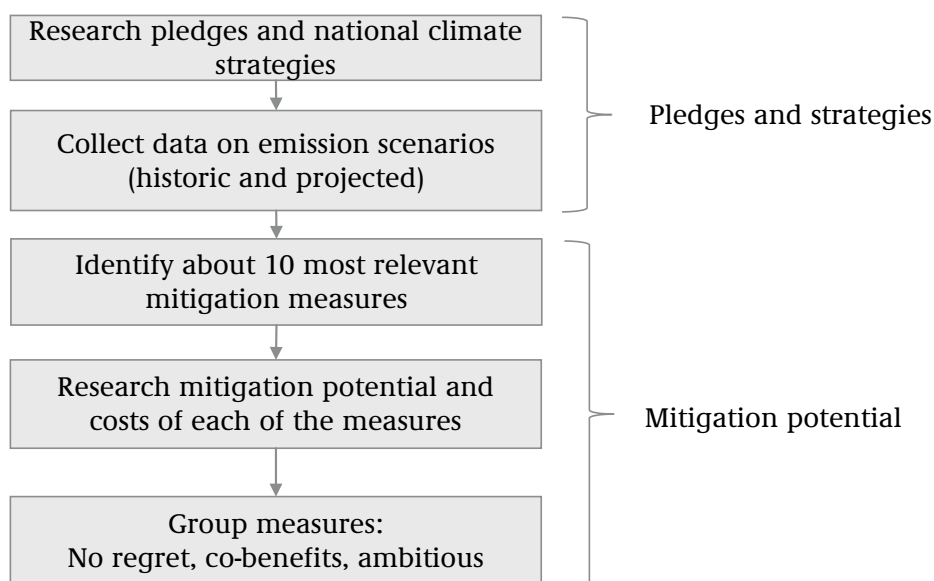 Research pledges and national climate
strategies
Collect data on emission scenarios
(historic and projected)
Pledges and strategies
Identify about 10 most relevant
mitigation measures
Research mitigation potential and
costs of each of the measures
Mitigation potential
Group measures:
No regret, co-benefits, ambitious